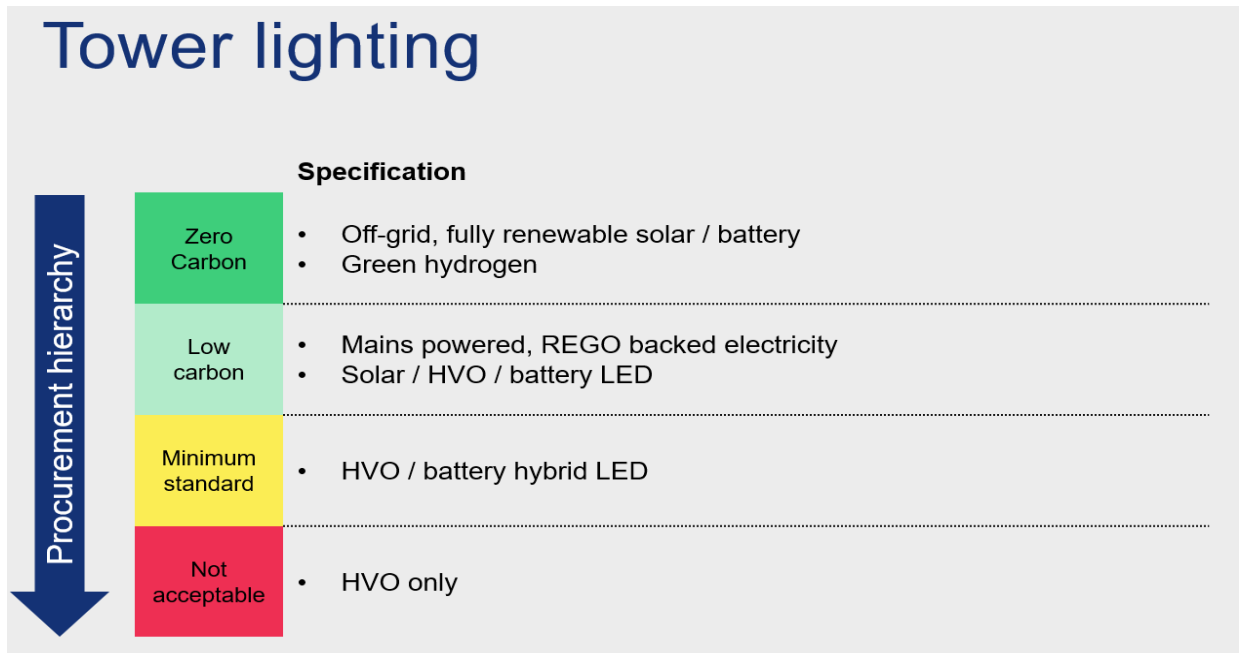 Tower lighting
Specification
Procurement hierarchy
Zero
Carbon
• Off-grid, fully renewable solar / battery
• Green hydrogen
Low
carbon
• Mains powered, REGO backed electricity
• Solar / HVO / battery LED
Minimum
standard
• HVO / battery hybrid LED
Not
acceptable
• HVO only